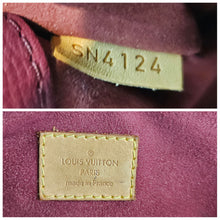 SN4124
LOUIS VUITTON
PARIS
made in France